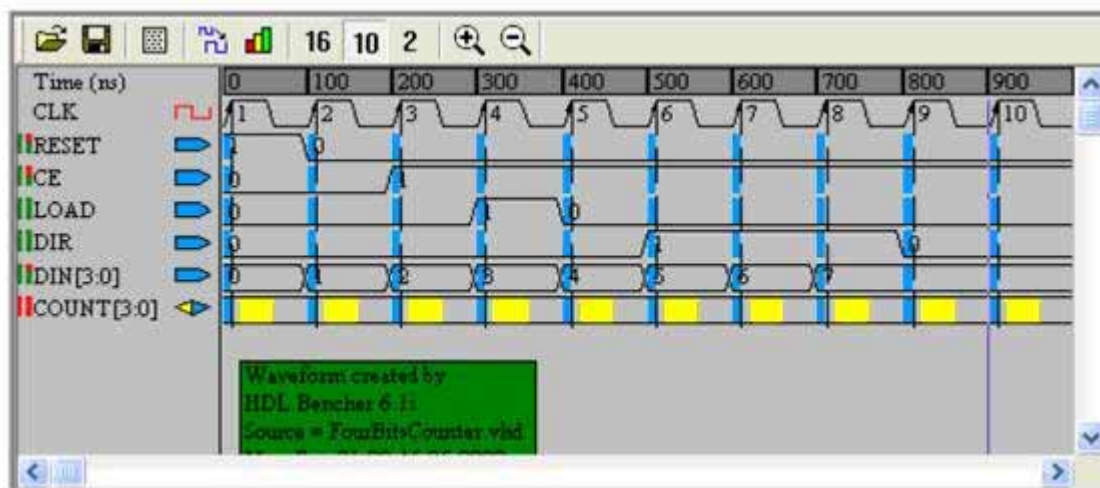 16 10 2
Time (ns) 0 100 200 300 400 500 600 700 800 900
CLK 1 2 3 4 5 6 7 8 9 10
RESET 1 0
CE 0 1
LOAD 0 1 0
DIR 0 1 0
DIN[3:0] 0 1 2 3 4 5 6 7
COUNT[3:0]
Waveform created by
HDL Bencher 6.1i
Source = FourBitsCounter.vhd